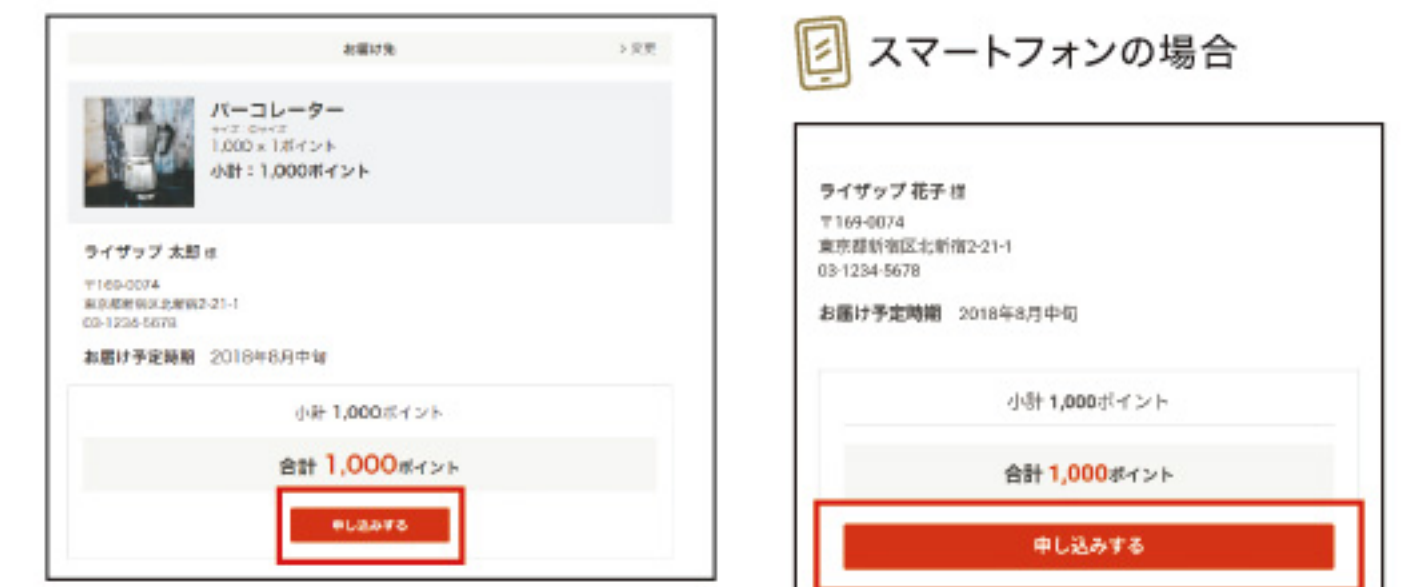 お届け先
> 変更
パーコレーター
1,000 x 1ポイント
小計：1,000ポイント
ライザップ 太郎 様
〒169-0074
東京都新宿区北新宿2-21-1
03-1234-5678
お届け予定時期 2018年8月中旬
小計 1,000ポイント
合計 1,000ポイント
申し込みする
スマートフォンの場合
ライザップ 花子 様
〒169-0074
東京都新宿区北新宿2-21-1
03-1234-5678
お届け予定時期 2018年8月中旬
小計 1,000ポイント
合計 1,000ポイント
申し込みする